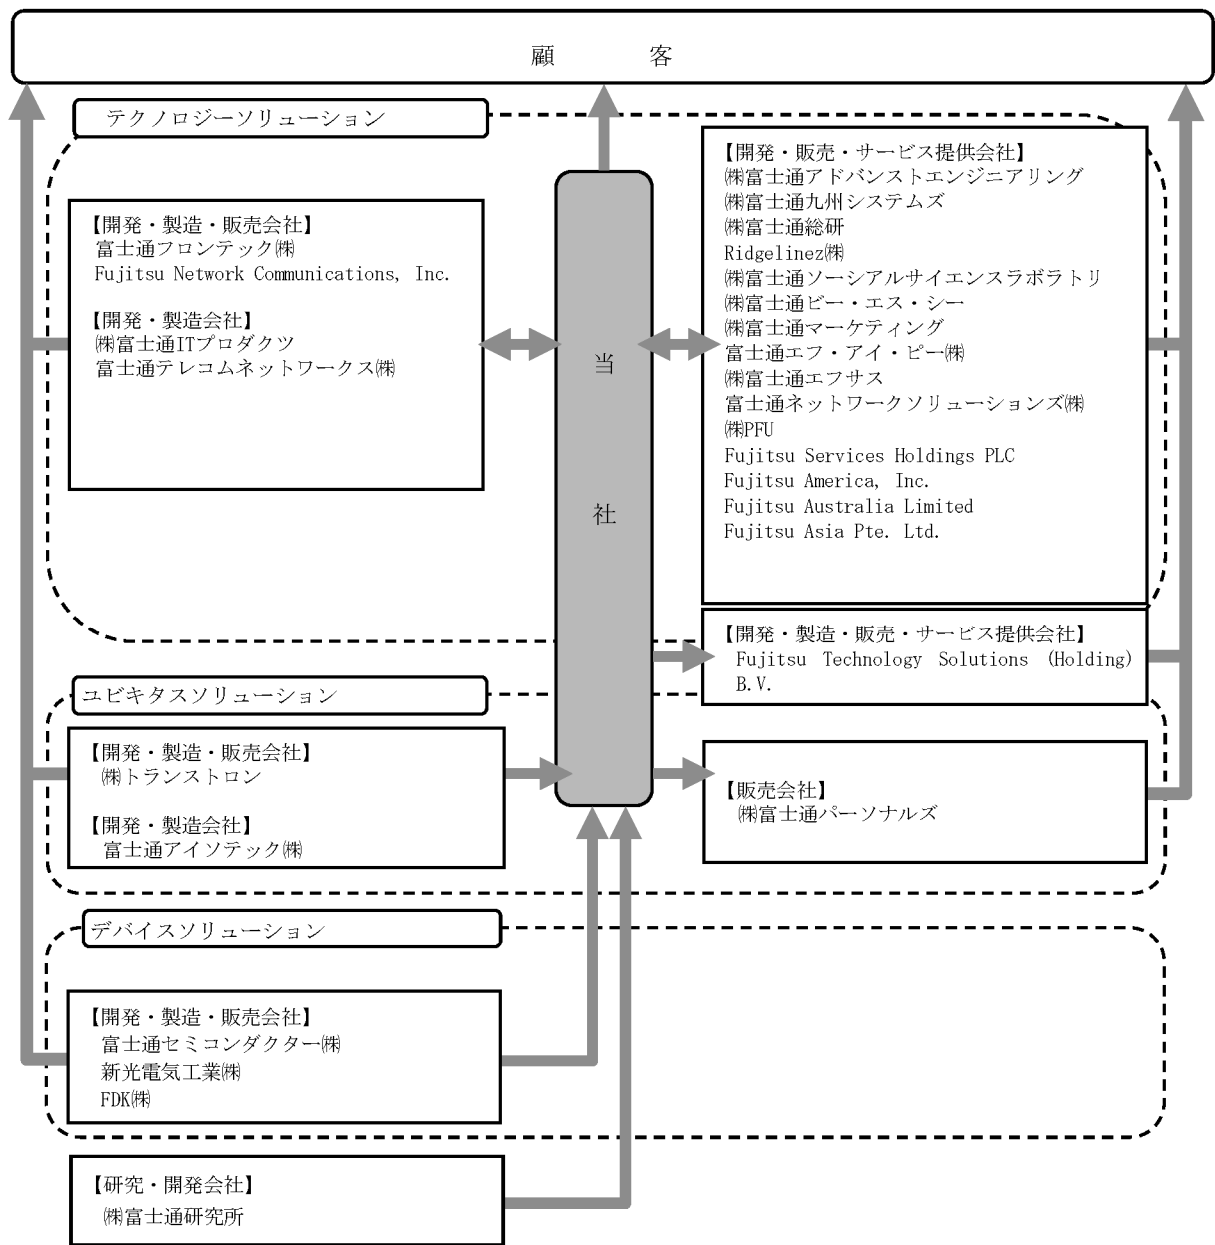 顧　　　客
テクノロジーソリューション
【開発・製造・販売会社】
富士通フロンテック㈱
Fujitsu Network Communications, Inc.
【開発・製造会社】
㈱富士通ITプロダクツ
富士通テレコムネットワークス㈱
当
社
【開発・販売・サービス提供会社】
㈱富士通アドバンストエンジニアリング
㈱富士通九州システムズ
㈱富士通総研
Ridgelinez㈱
㈱富士通ソーシアルサイエンスラボラトリ
㈱富士通ビー・エス・シー
㈱富士通マーケティング
富士通エフ・アイ・ピー㈱
㈱富士通エフサス
富士通ネットワークソリューションズ㈱
㈱PFU
Fujitsu Services Holdings PLC
Fujitsu America, Inc.
Fujitsu Australia Limited
Fujitsu Asia Pte. Ltd.
【開発・製造・販売・サービス提供会社】
Fujitsu Technology Solutions (Holding)
B.V.
ユビキタスソリューション
【開発・製造・販売会社】
㈱トランストロン
【開発・製造会社】
富士通アイソテック㈱
【販売会社】
㈱富士通パーソナルズ
デバイスソリューション
【開発・製造・販売会社】
富士通セミコンダクター㈱
新光電気工業㈱
FDK㈱
【研究・開発会社】
㈱富士通研究所